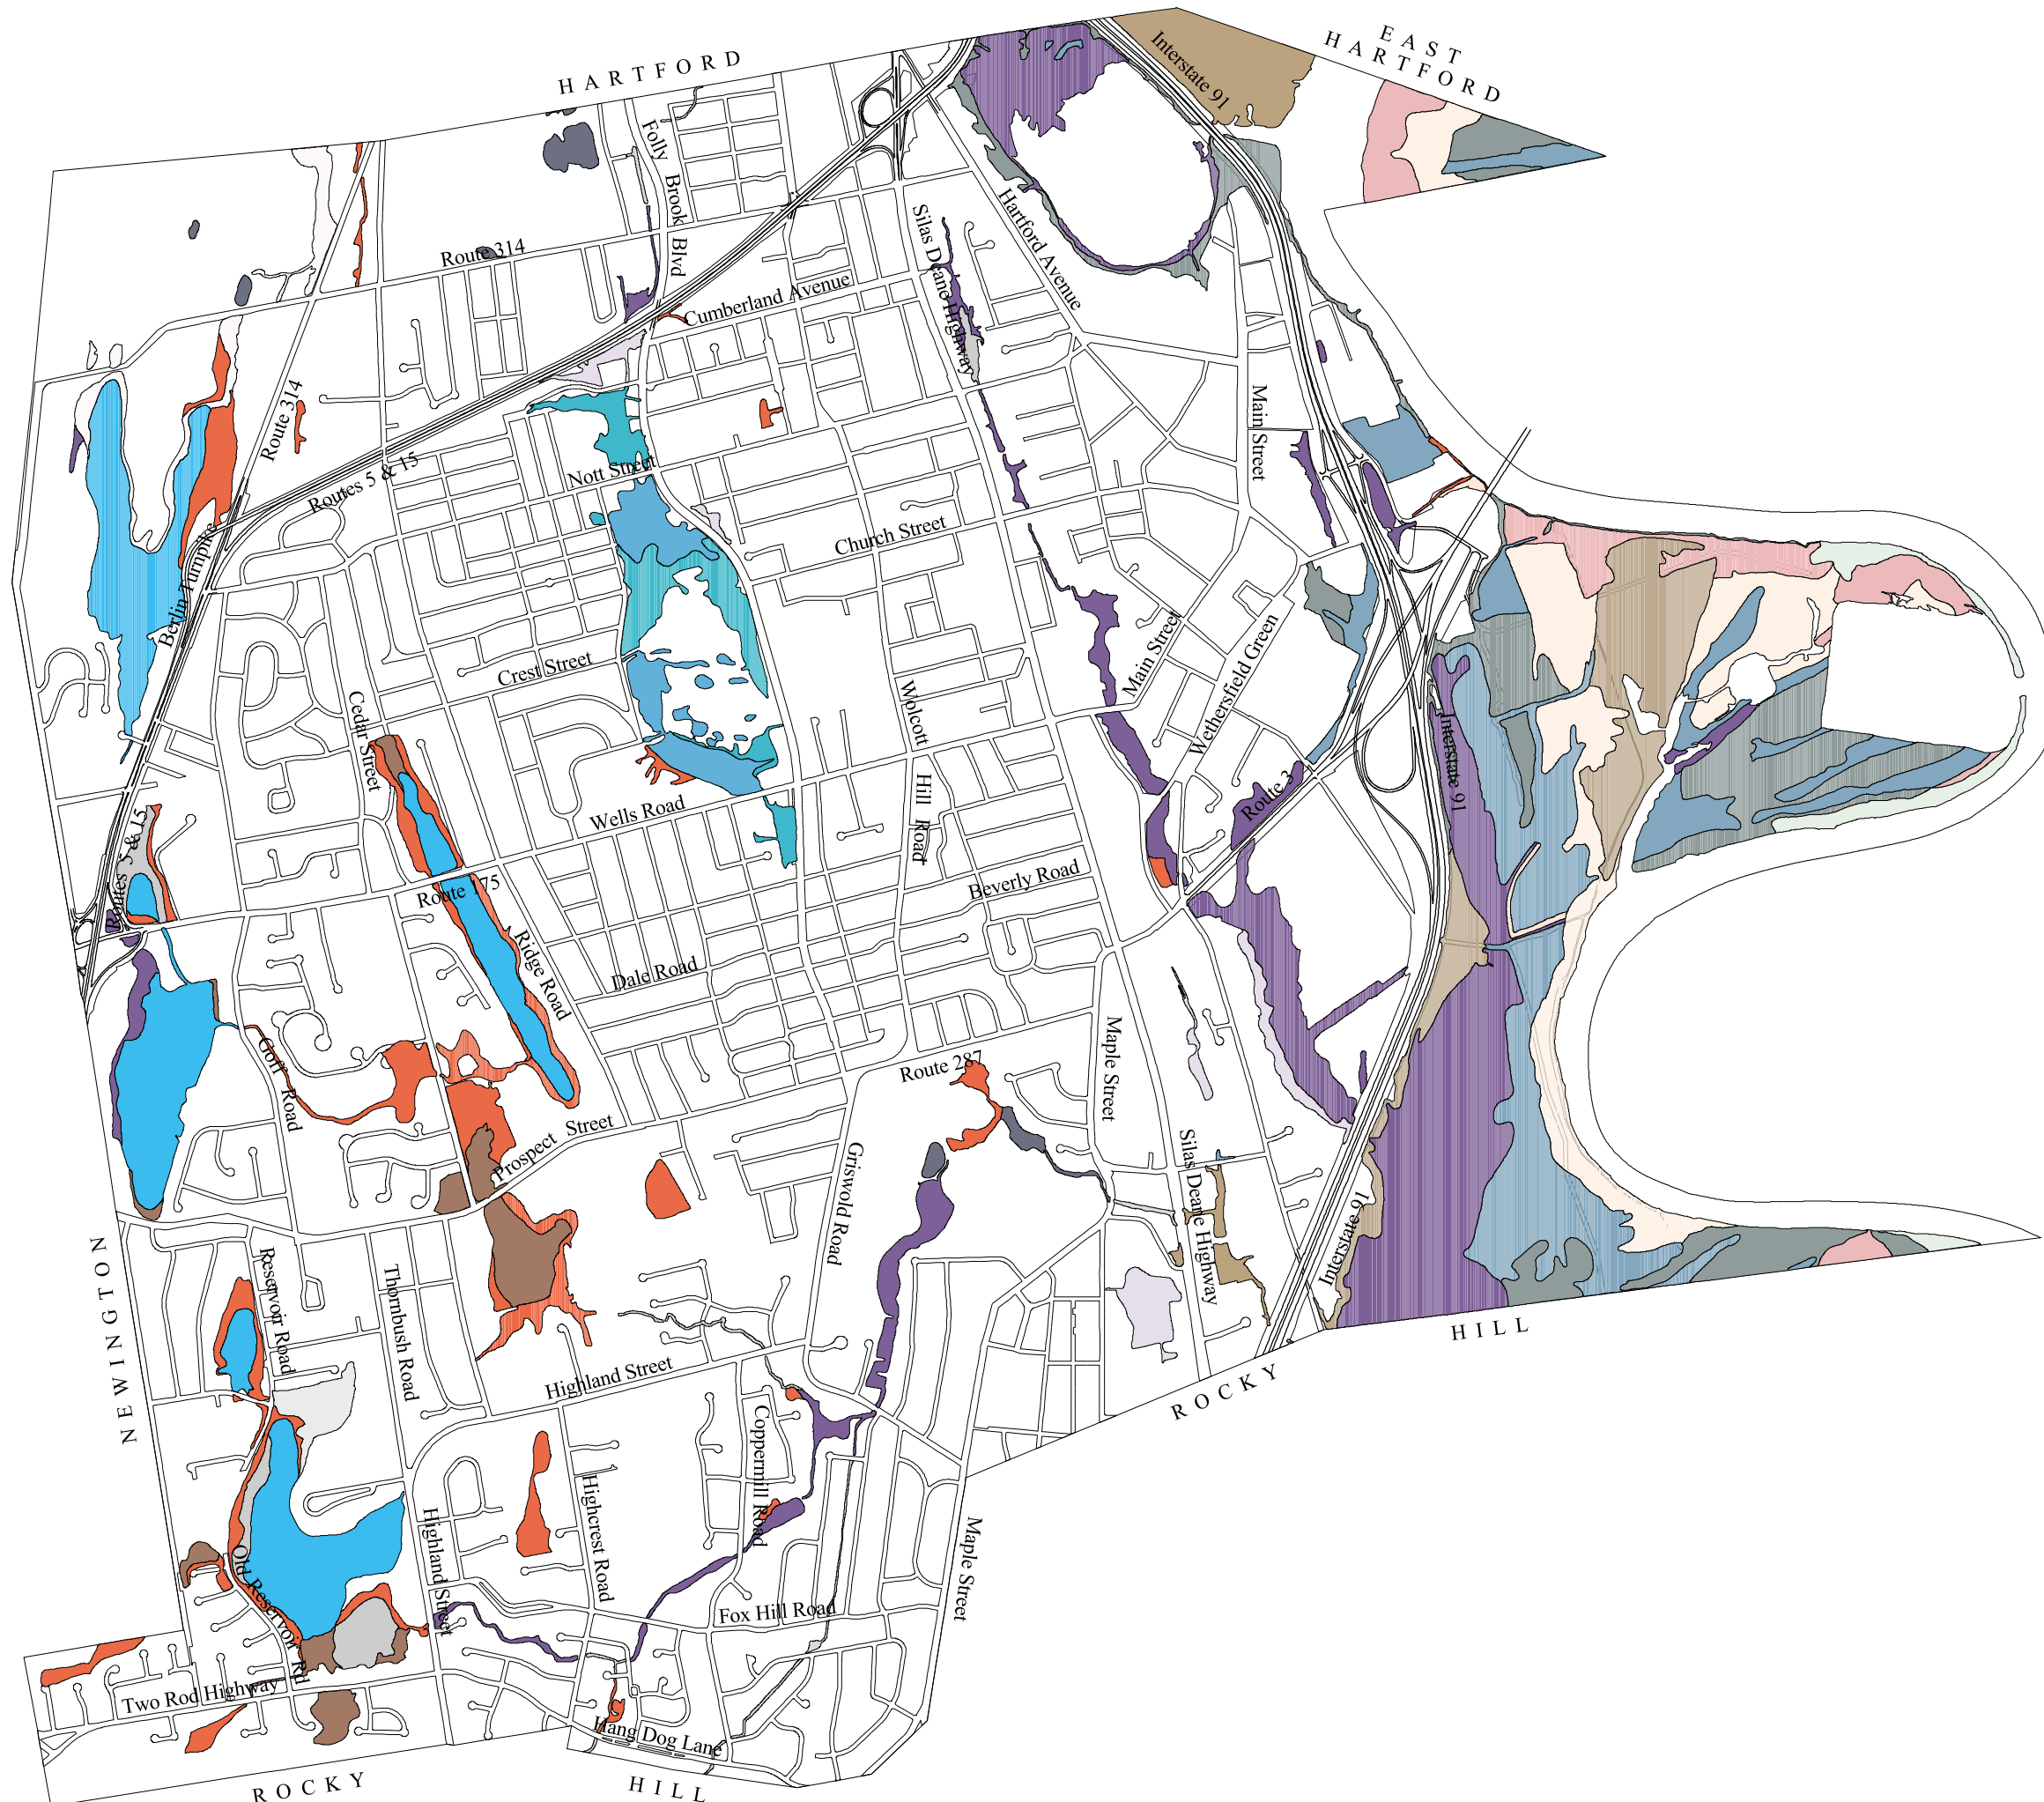 EAST
HARTFORD
HARTFORD
Interstate 91
Folly Brook Blvd
Route 314
Silas Deane Highway
Hartford Avenue
Cumberland Avenue
Route 314
Main Street
Routes 5 & 15
Nott Street
Church Street
Berlin Turnpike
Crest Street
Main Street
Wethersfield Green
Cedar Street
Wolcott Hill Road
Interstate 91
Route 3
Wells Road
Routes 5 & 15
Route 175
Beverly Road
Ridge Road
Dale Road
Goff Road
Route 287
Maple Street
Prospect Street
Griswold Road
Silas Deane Highway
Interstate 91
NEWINGTON
Reservoir Road
Thornbush Road
Highland Street
ROCKY HILL
Coppermill Road
Highcrest Road
Highland Street
Old Reservoir Rd
Maple Street
Fox Hill Road
Two Rod Highway
Hang Dog Lane
ROCKY HILL